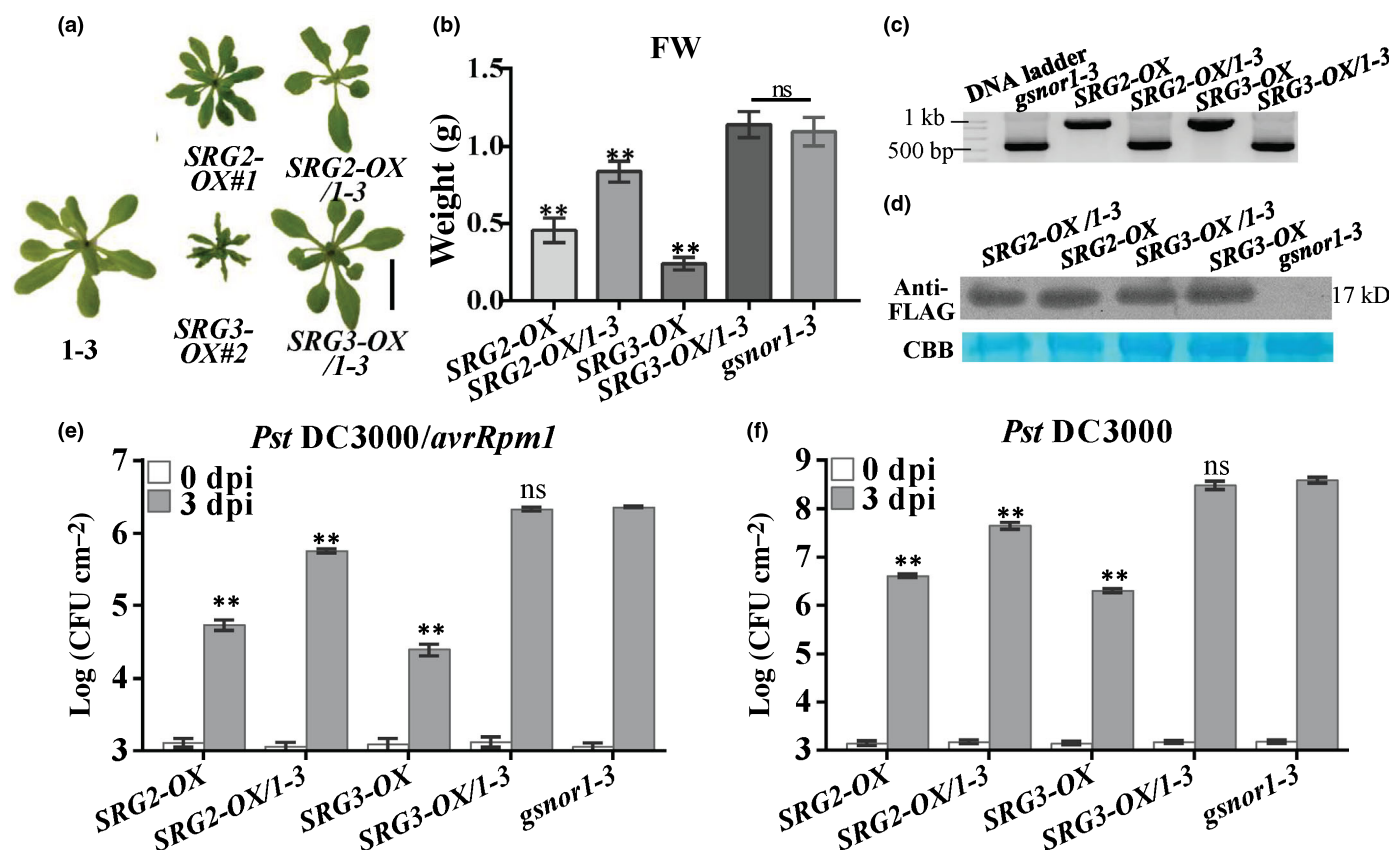 (a)
SRG2-
OX#1
SRG2-OX
/1-3
1-3
SRG3-
OX#2
SRG3-OX
/1-3
(b)
FW
Weight (g)
1.5
1.0
0.5
0.0
**
**
**
ns
SRG2-OX
SRG2-OX/1-3
SRG3-OX
SRG3-OX/1-3
gsnor1-3
(c)
DNA ladder
gsnor1-3
SRG2-OX
SRG2-OX/1-3
SRG3-OX
SRG3-OX/1-3
1 kb
500 bp
(d)
SRG2-OX /1-3
SRG2-OX
SRG3-OX /1-3
SRG3-OX
gsnor1-3
Anti-
FLAG
17 kD
CBB
(e)
Pst DC3000/avrRpm1
Log (CFU cm−2)
7
6
5
4
3
0 dpi
3 dpi
**
**
**
ns
SRG2-OX
SRG2-OX/1-3
SRG3-OX
SRG3-OX/1-3
gsnor1-3
(f)
Pst DC3000
Log (CFU cm−2)
9
8
7
6
5
4
3
0 dpi
3 dpi
**
**
**
ns
SRG2-OX
SRG2-OX/1-3
SRG3-OX
SRG3-OX/1-3
gsnor1-3